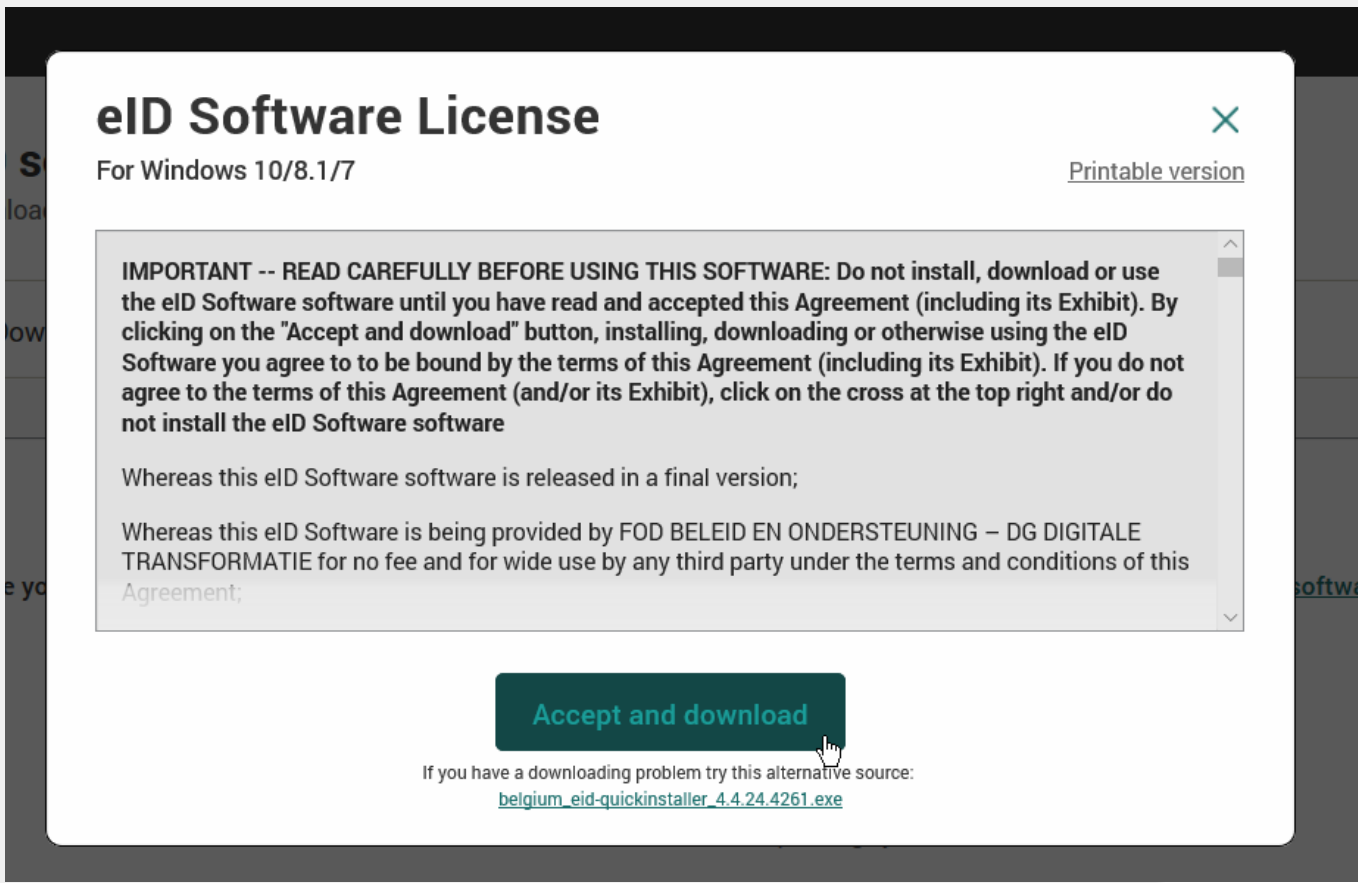 eID Software License
For Windows 10/8.1/7
Printable version
IMPORTANT -- READ CAREFULLY BEFORE USING THIS SOFTWARE: Do not install, download or use
the eID Software software until you have read and accepted this Agreement (including its Exhibit). By
clicking on the "Accept and download" button, installing, downloading or otherwise using the eID
Software you agree to to be bound by the terms of this Agreement (including its Exhibit). If you do not
agree to the terms of this Agreement (and/or its Exhibit), click on the cross at the top right and/or do
not install the eID Software software
Whereas this eID Software software is released in a final version;
Whereas this eID Software is being provided by FOD BELEID EN ONDERSTEUNING – DG DIGITALE
TRANSFORMATIE for no fee and for wide use by any third party under the terms and conditions of this
Agreement;
Accept and download
If you have a downloading problem try this alternative source:
belgium_eid-quickinstaller_4.4.24.4261.exe